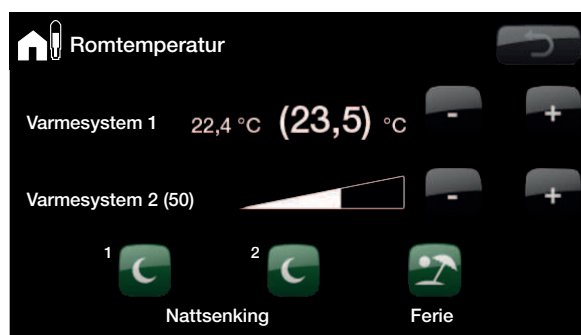 Romtemperatur
Varmesystem 1 22,4 °C (23,5) °C - +
Varmesystem 2 (50) - +
1 2
Nattsenking Ferie